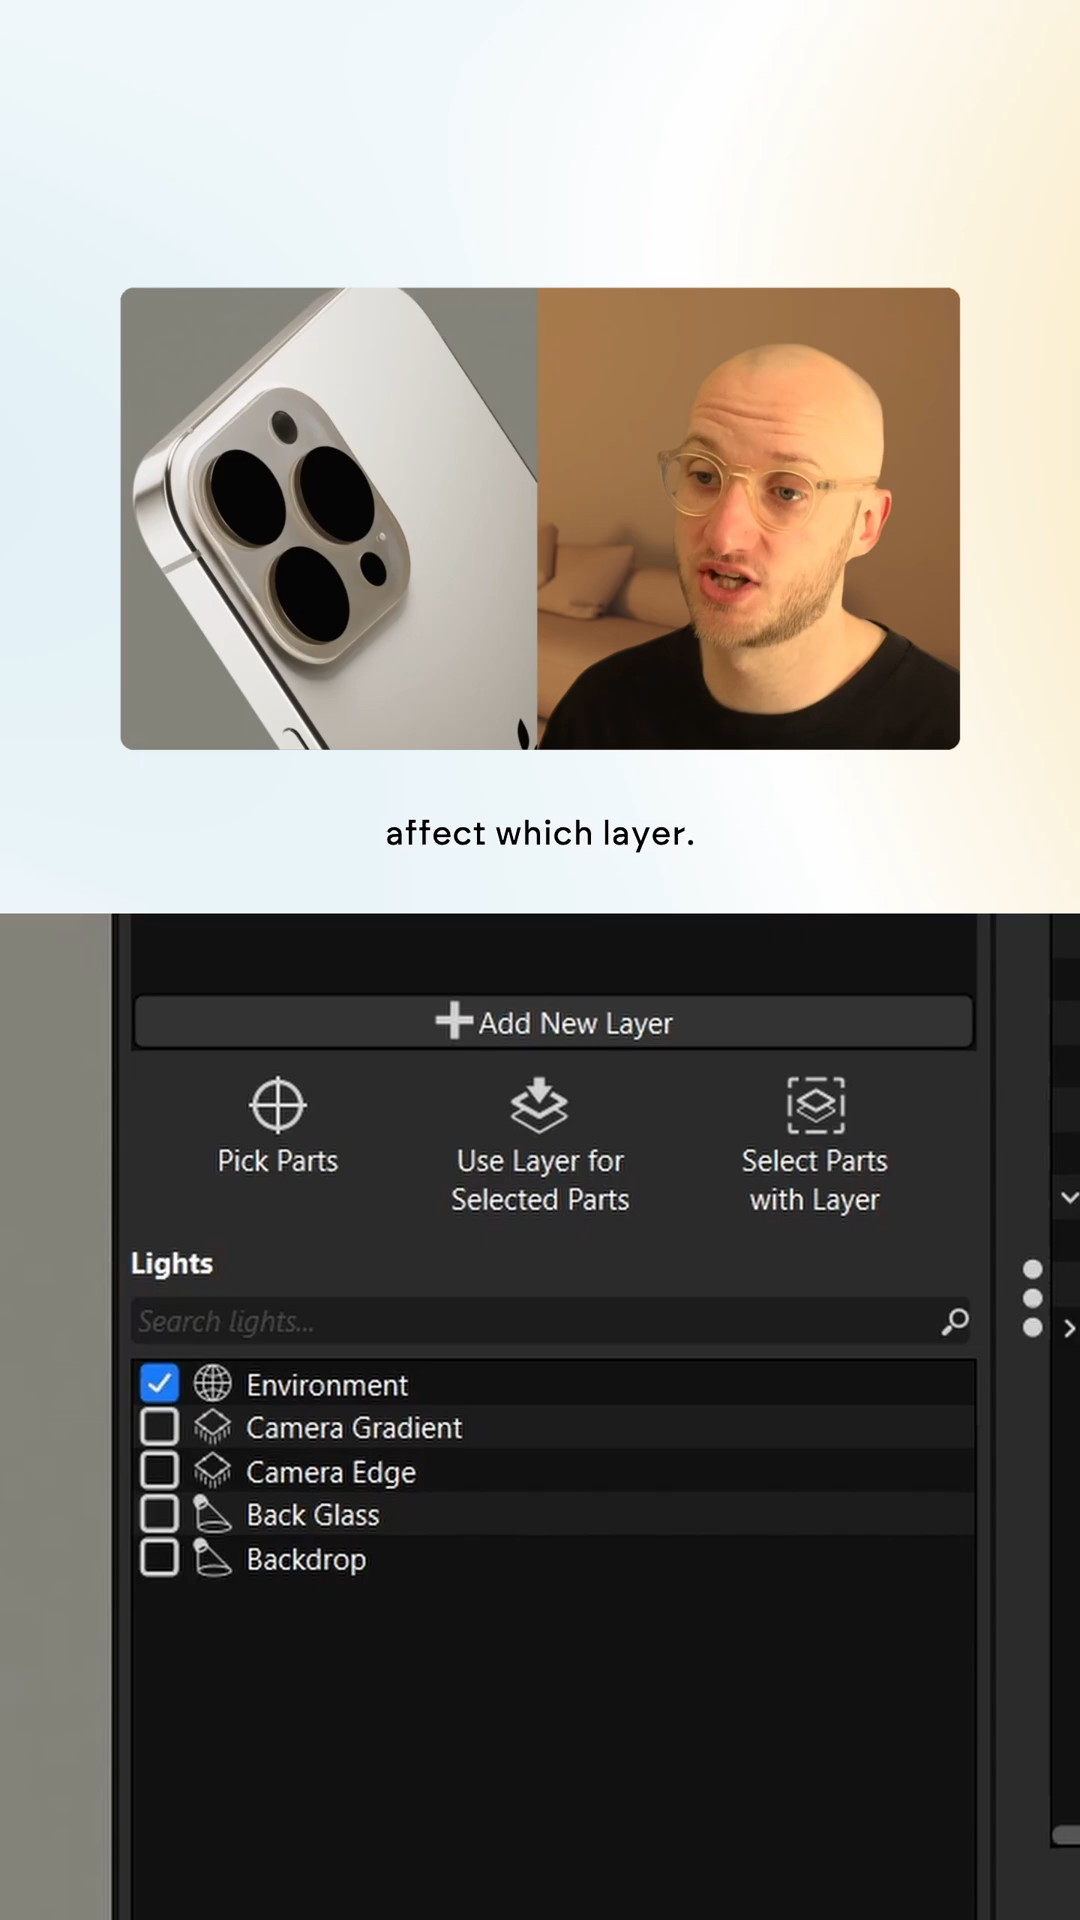 affect which layer.
Add New Layer
Pick Parts
Use Layer for
Selected Parts
Select Parts
with Layer
Lights
Search lights...
Environment
Camera Gradient
Camera Edge
Back Glass
Backdrop